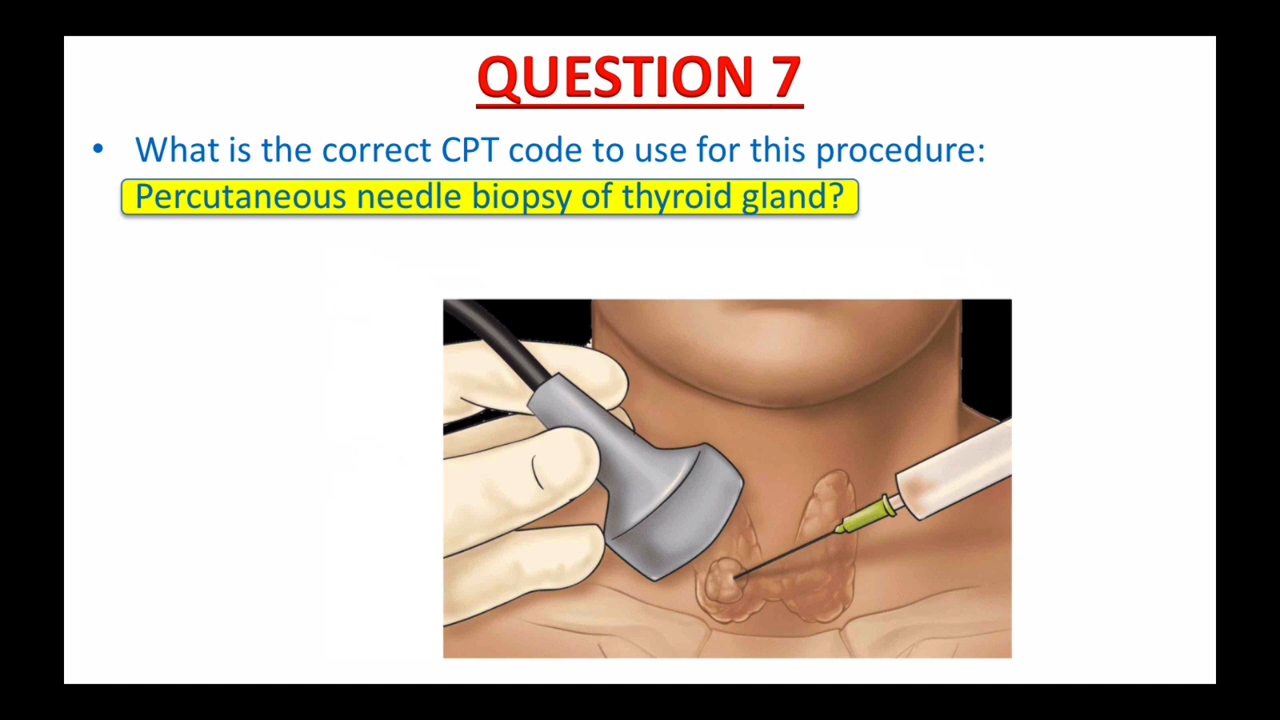 QUESTION 7
• What is the correct CPT code to use for this procedure:
Percutaneous needle biopsy of thyroid gland?